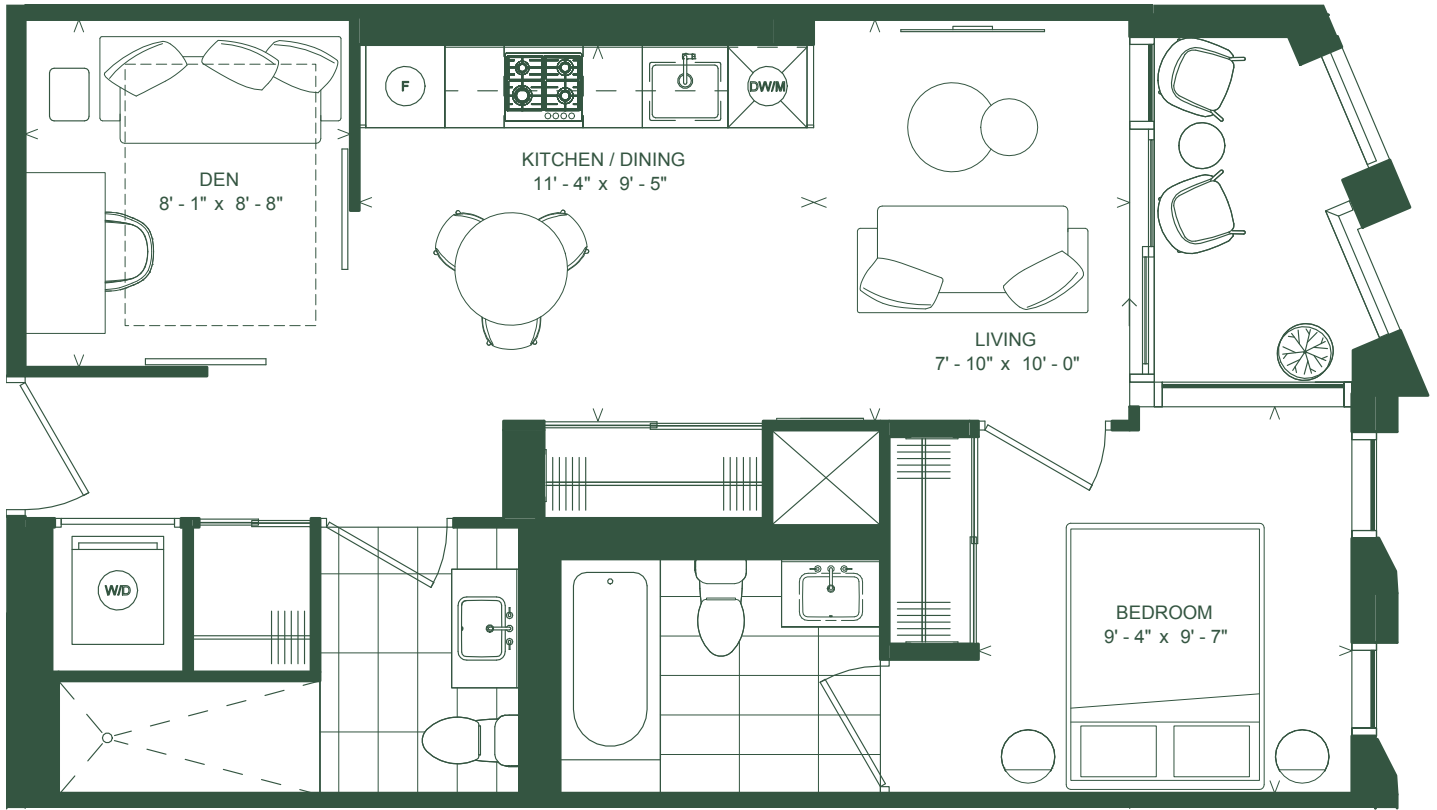 F
DW/M
KITCHEN / DINING
11' - 4" x 9' - 5"
DEN
8' - 1" x 8' - 8"
LIVING
7' - 10" x 10' - 0"
W/D
BEDROOM
9' - 4" x 9' - 7"